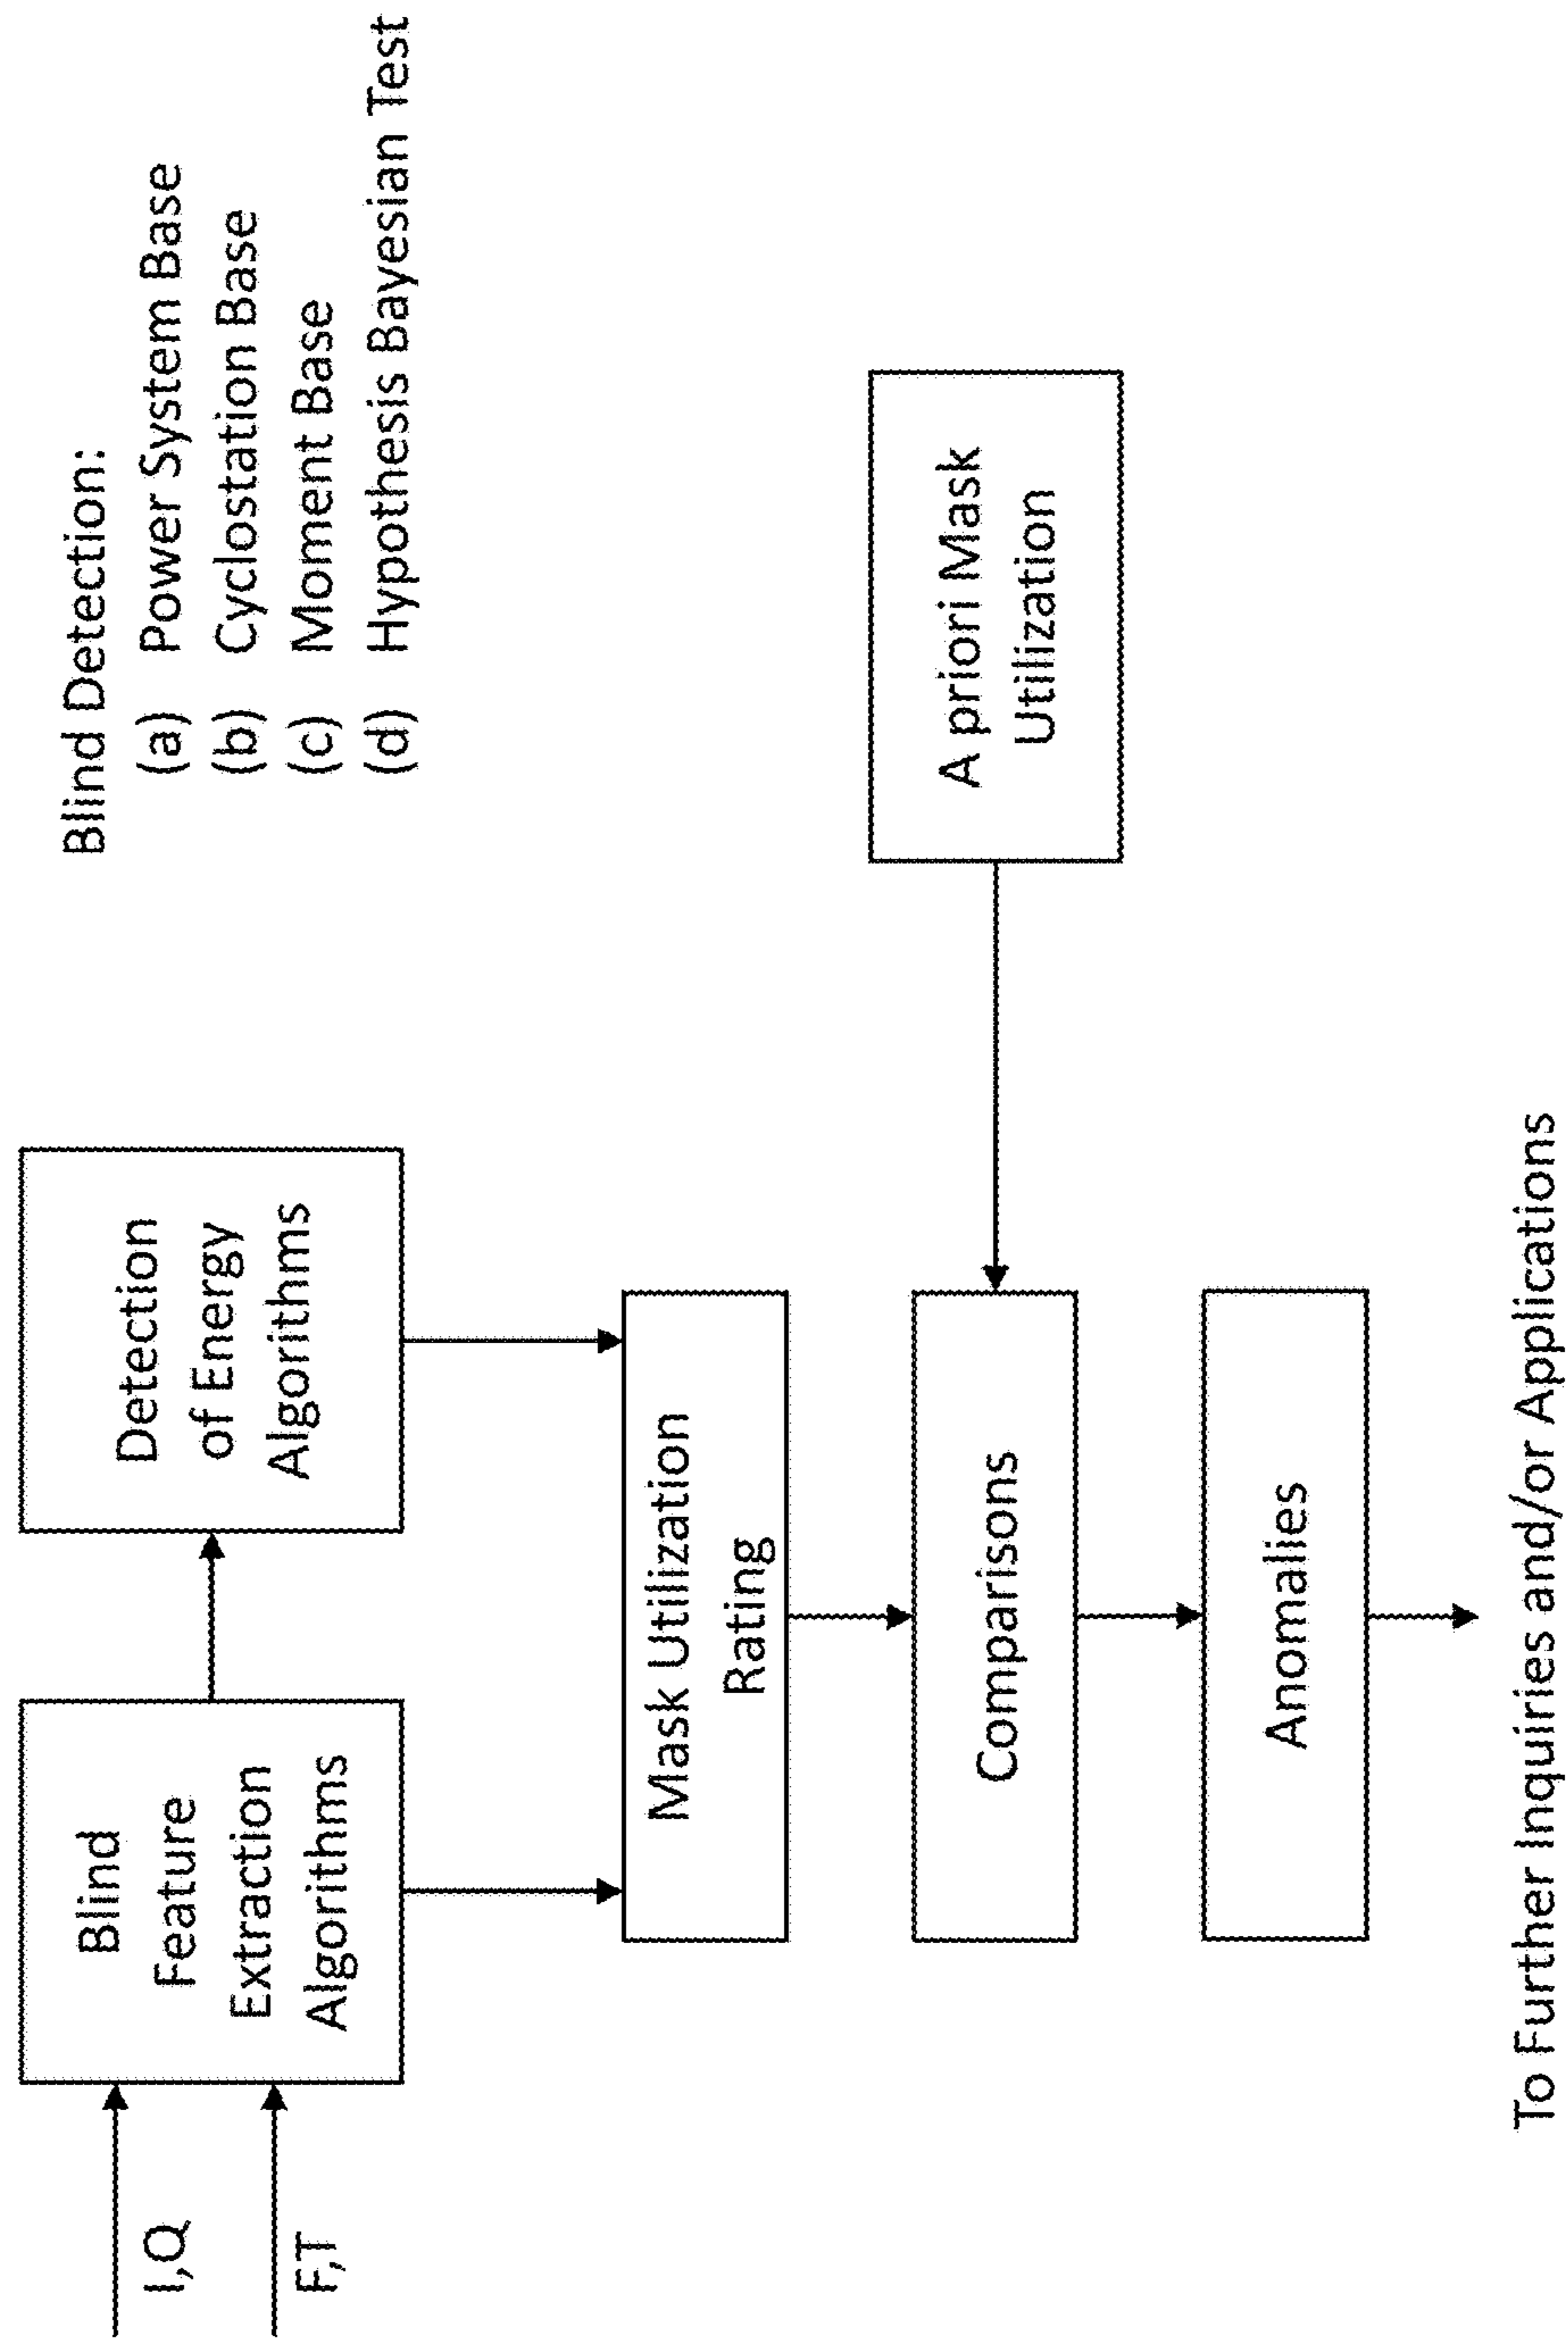 I,Q
F,T
Blind
Feature
Extraction
Algorithms
Detection
of Energy
Algorithms
Blind Detection:
(a) Power System Base
(b) Cyclostation Base
(c) Moment Base
(d) Hypothesis Bayesian Test
Mask Utilization
Rating
Comparisons
A priori Mask
Utilization
Anomalies
To Further Inquiries and/or Applications